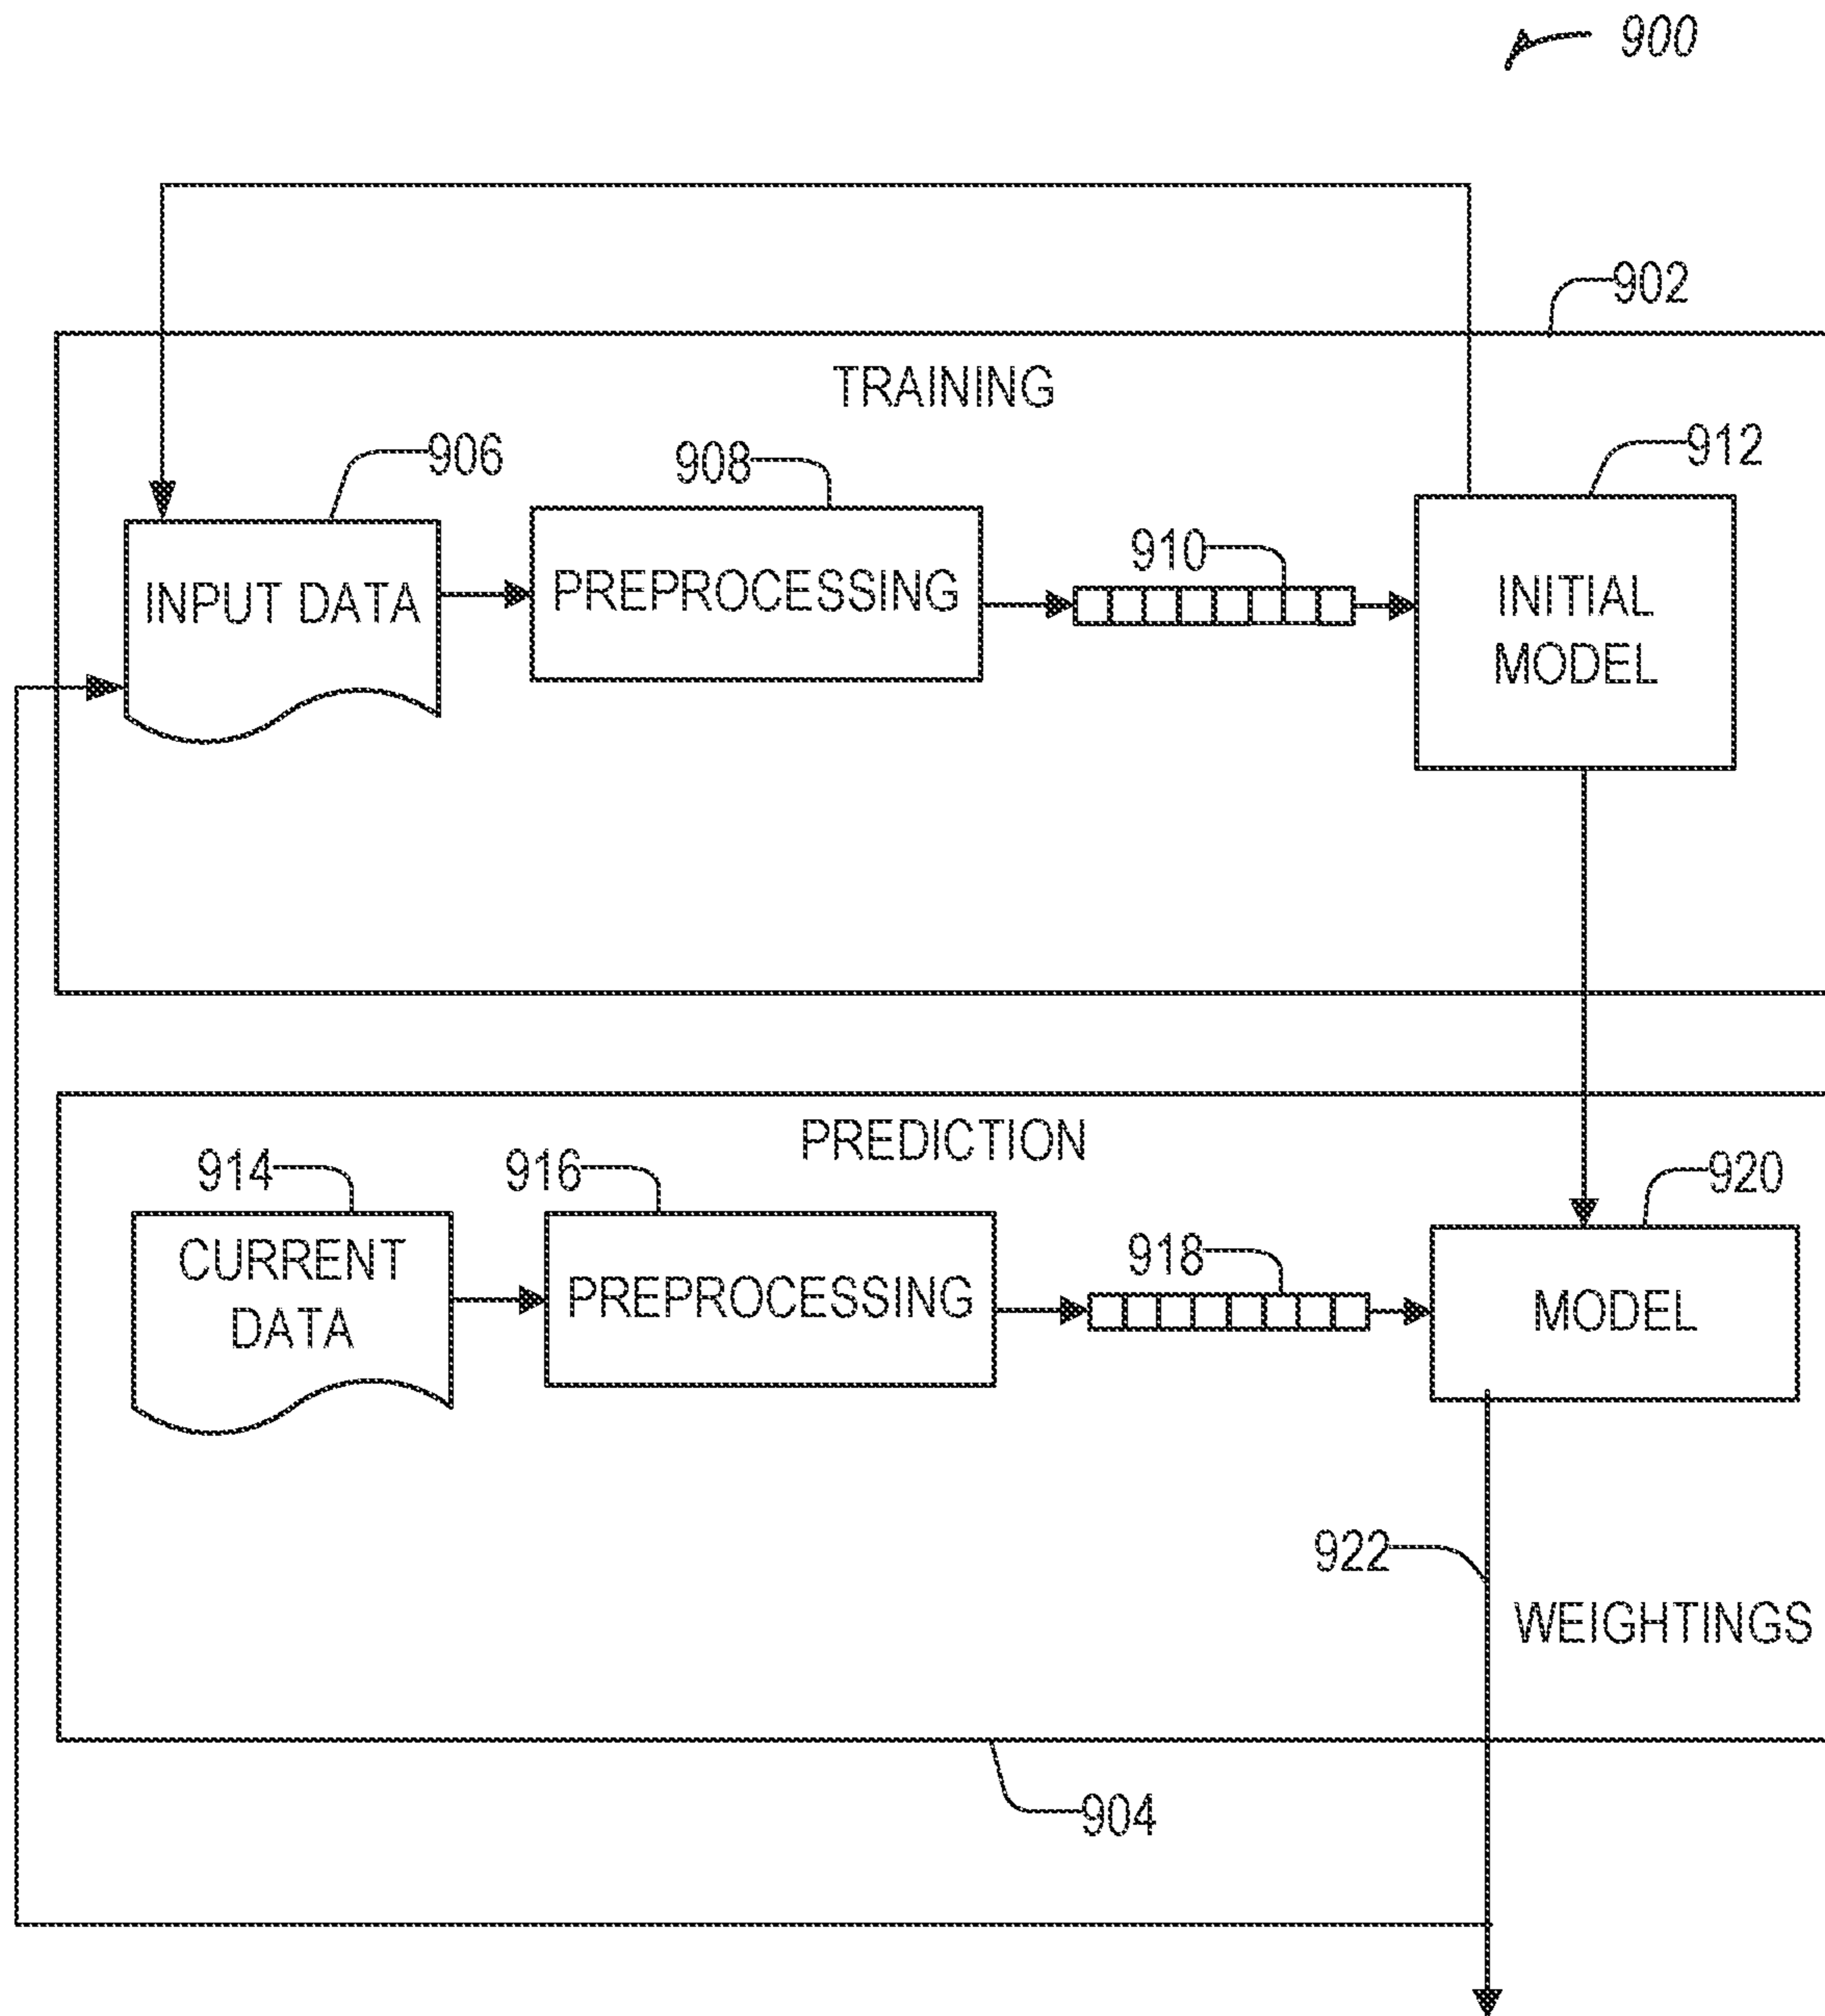 900
902
TRAINING
906
908
912
910
INPUT DATA
PREPROCESSING
INITIAL
MODEL
PREDICTION
914
916
920
918
CURRENT
DATA
PREPROCESSING
MODEL
922
WEIGHTINGS
904